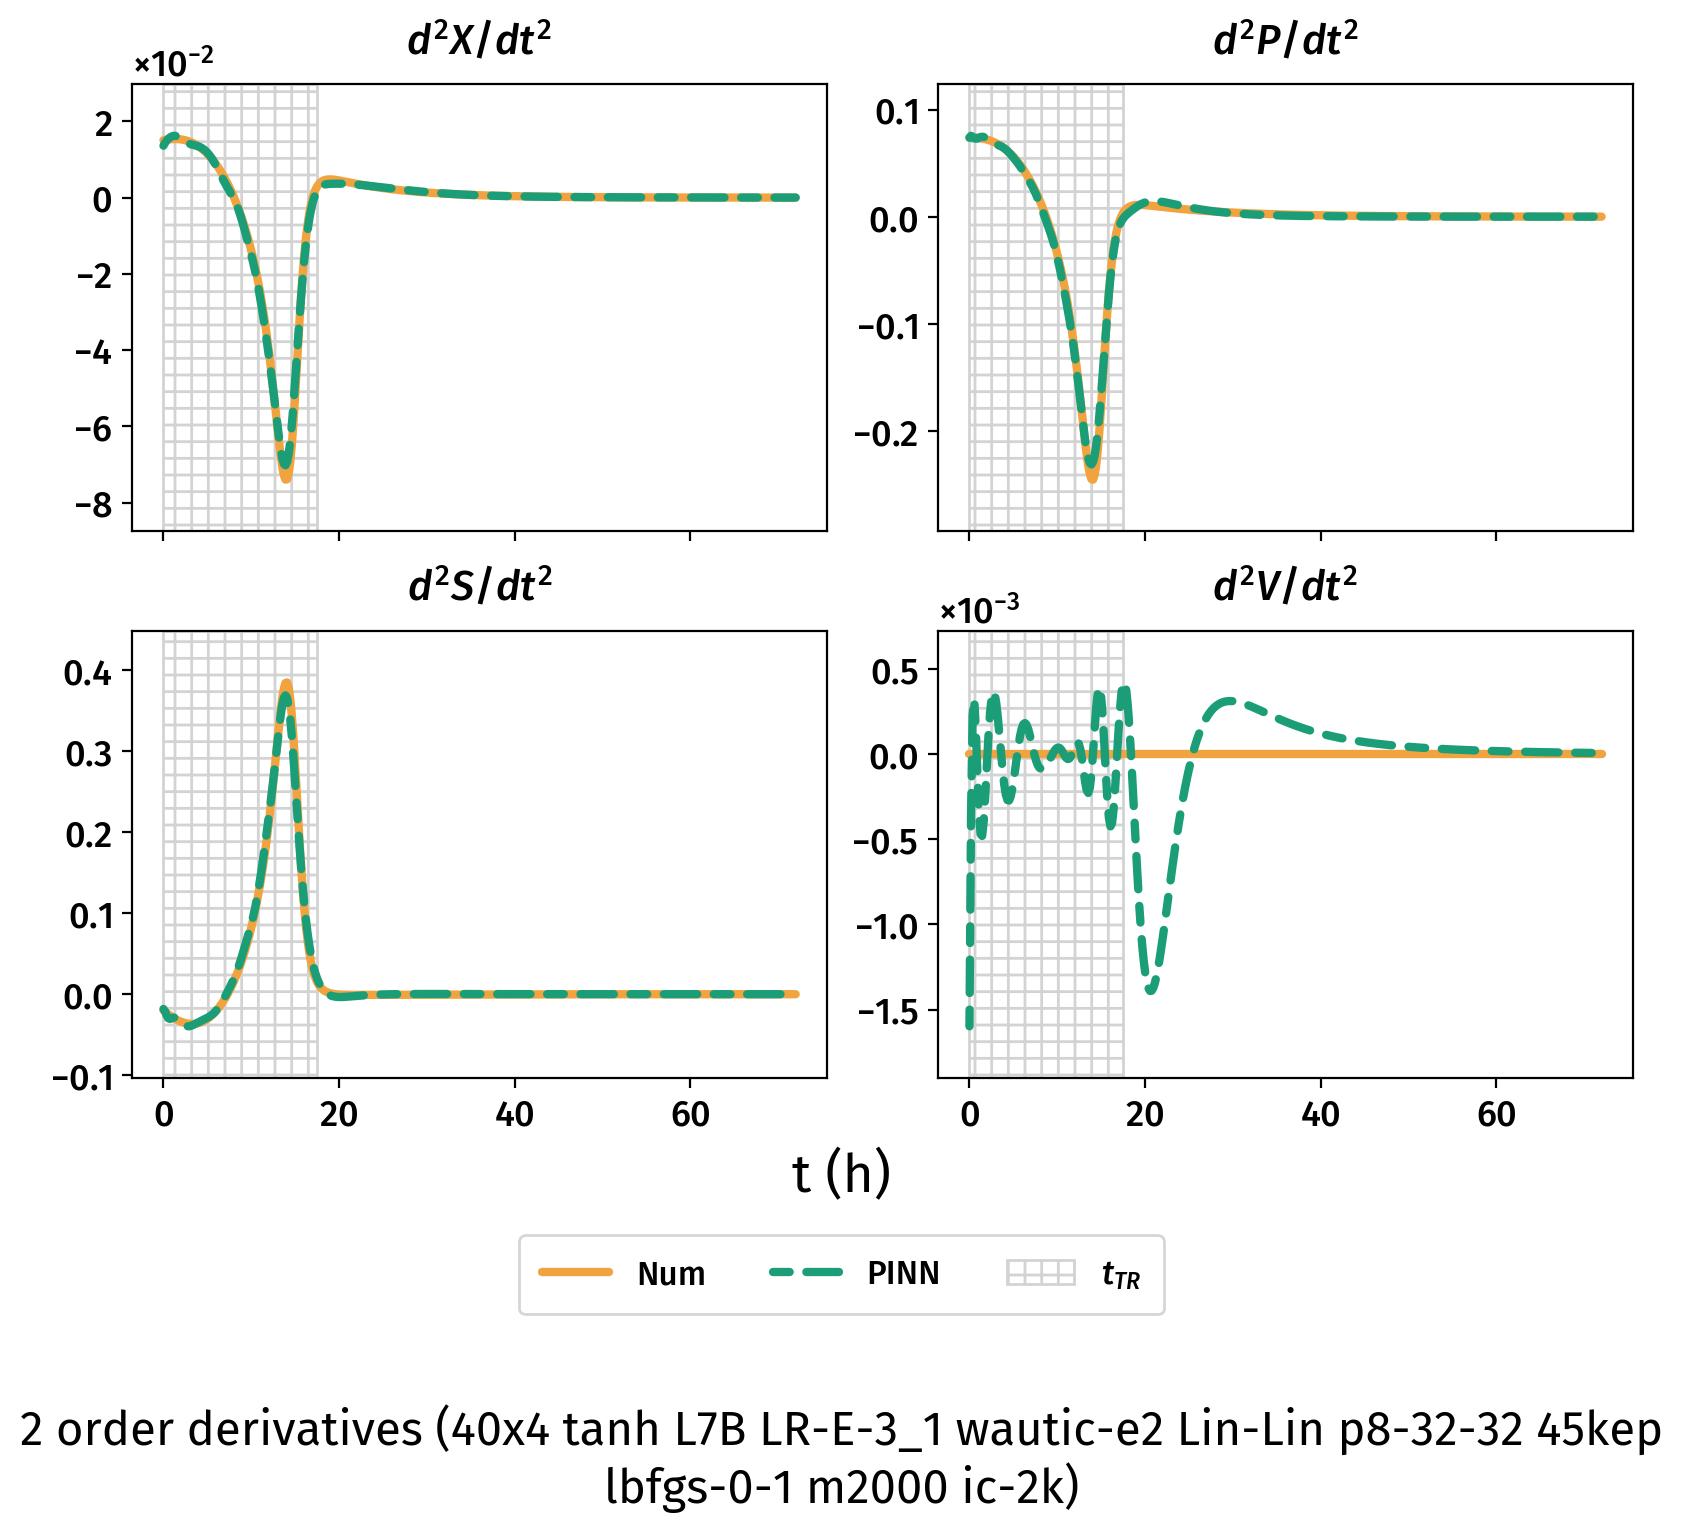 d²X/dt²
×10⁻²
2
0
−2
−4
−6
−8
d²P/dt²
0.1
0.0
−0.1
−0.2
d²S/dt²
0.4
0.3
0.2
0.1
0.0
−0.1
0 20 40 60
d²V/dt²
×10⁻³
0.5
0.0
−0.5
−1.0
−1.5
0 20 40 60
t (h)
Num PINN t_TR
2 order derivatives (40x4 tanh L7B LR-E-3_1 wautic-e2 Lin-Lin p8-32-32 45kep
lbfgs-0-1 m2000 ic-2k)